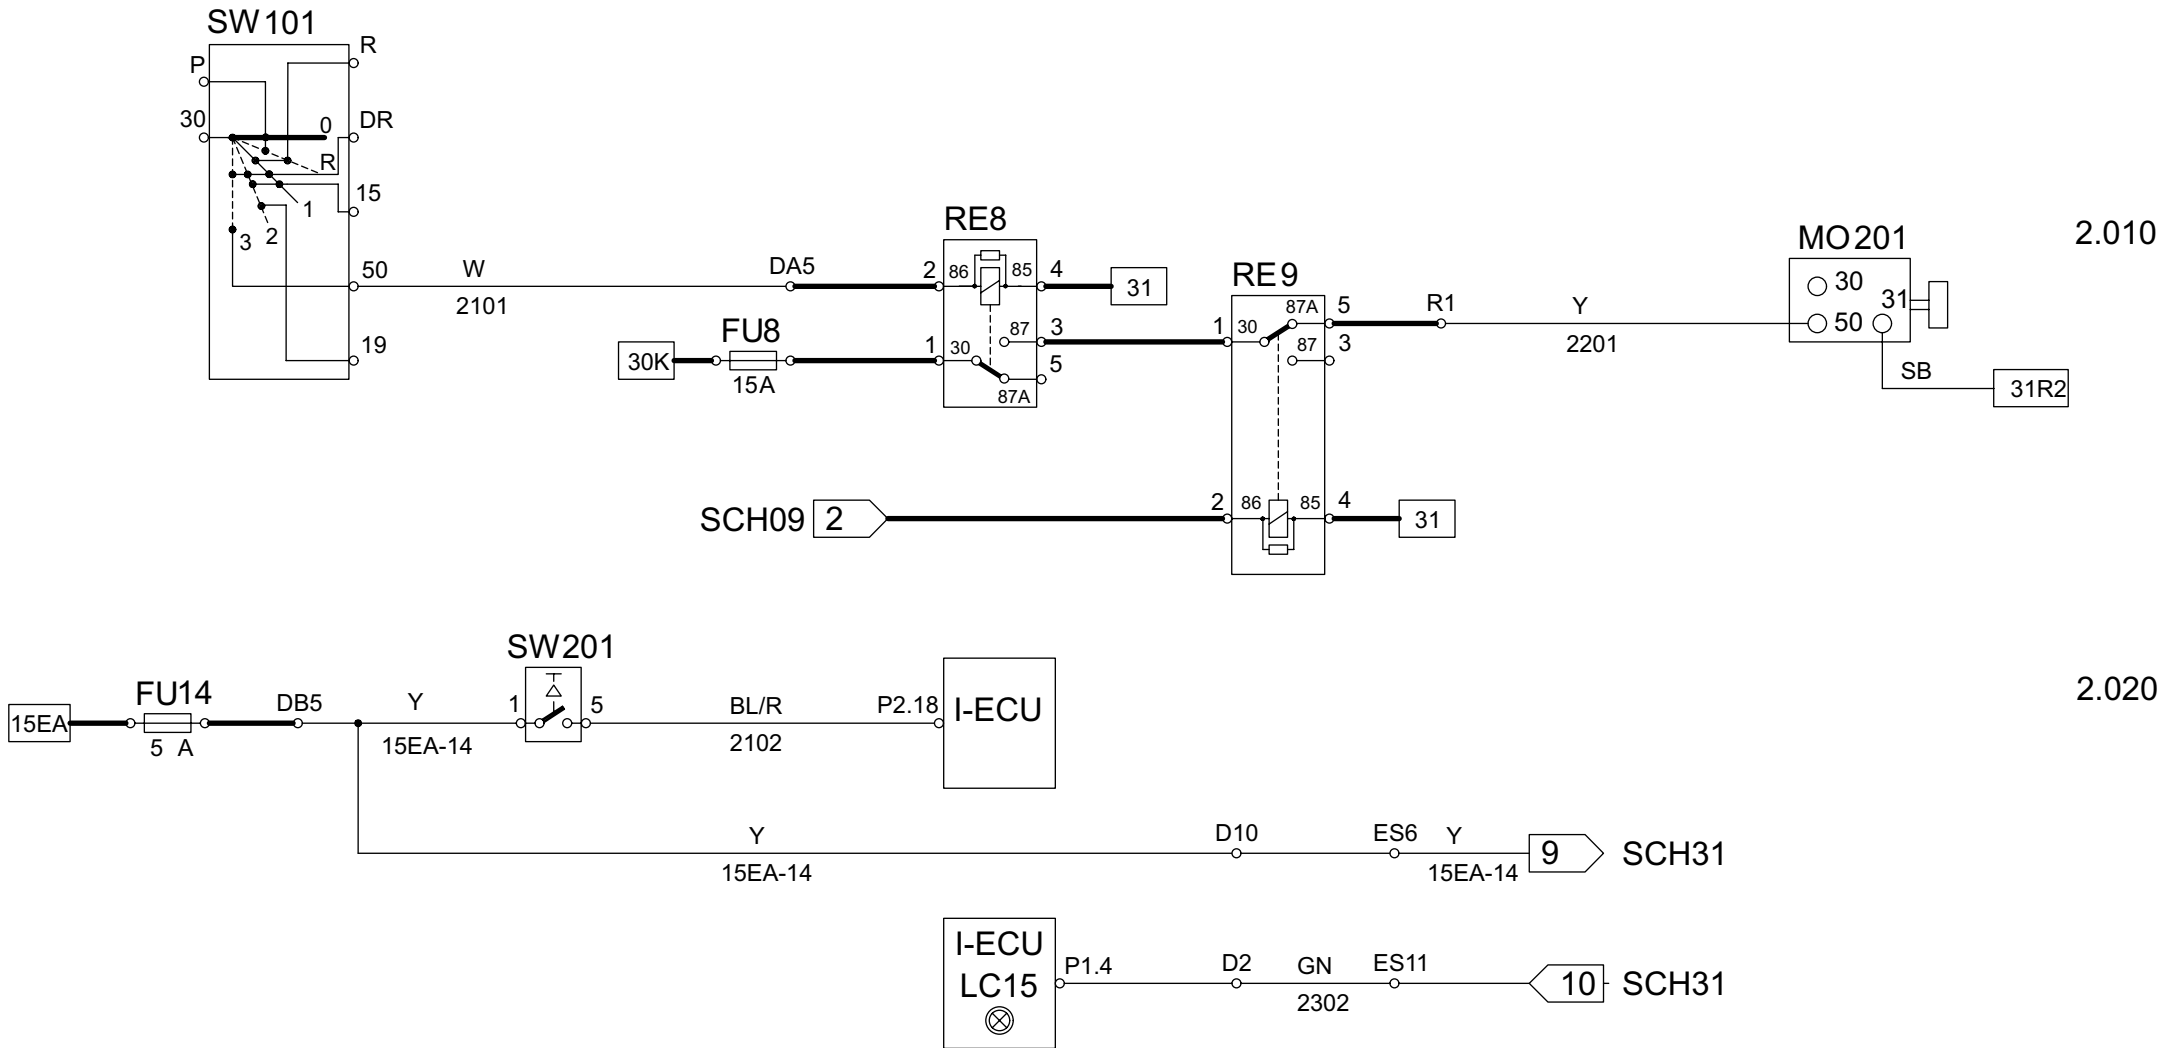 SW101
R
P
30
0
DR
R
15
1
2
3
50
W
2101
DA5
19
RE8
2
86
85
4
31
FU8
30K
15A
1
30
87
3
5
87A
RE9
1
30
87A
5
87
3
R1
Y
2201
MO201
30
31
50
SB
31R2
2.010
SCH09
2
2
86
85
4
31
SW201
2.020
15EA
FU14
5 A
DB5
Y
15EA-14
1
5
BL/R
2102
P2.18
I-ECU
Y
15EA-14
D10
ES6
Y
15EA-14
9
SCH31
I-ECU
LC15
P1.4
D2
GN
2302
ES11
10
SCH31